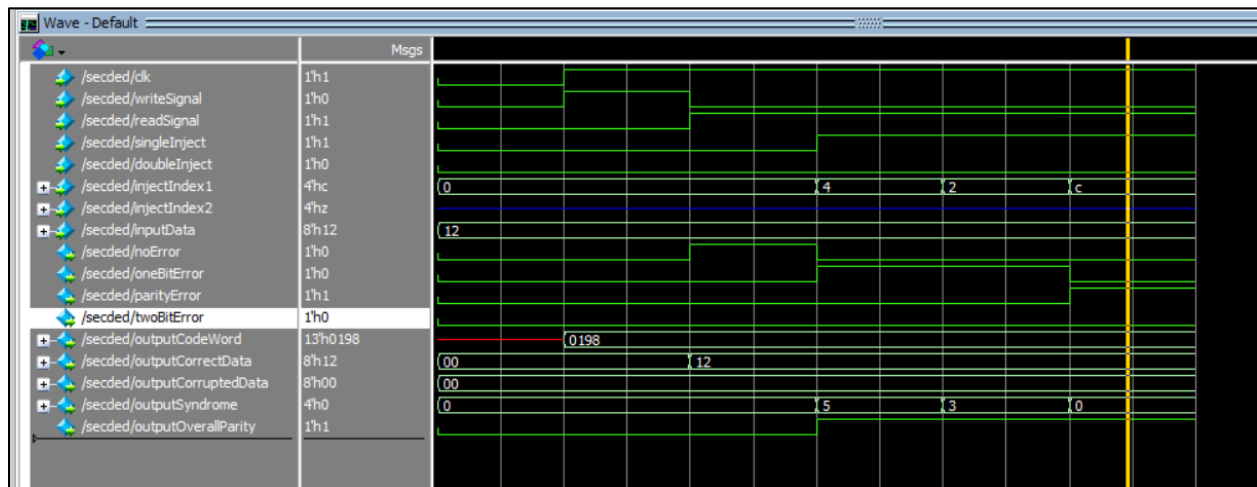 Wave - Default
Msgs
/secded/clk 1'h1
/secded/writeSignal 1'h0
/secded/readSignal 1'h1
/secded/singleInject 1'h1
/secded/doubleInject 1'h0
/secded/injectIndex1 4'hc 0 4 2 c
/secded/injectIndex2 4'hz
/secded/inputData 8'h12 12
/secded/noError 1'h0
/secded/oneBitError 1'h0
/secded/parityError 1'h1
/secded/twoBitError 1'h0
/secded/outputCodeWord 13'h0198 0198
/secded/outputCorrectData 8'h12 00 12
/secded/outputCorruptedData 8'h00 00
/secded/outputSyndrome 4'h0 0 5 3 0
/secded/outputOverallParity 1'h1